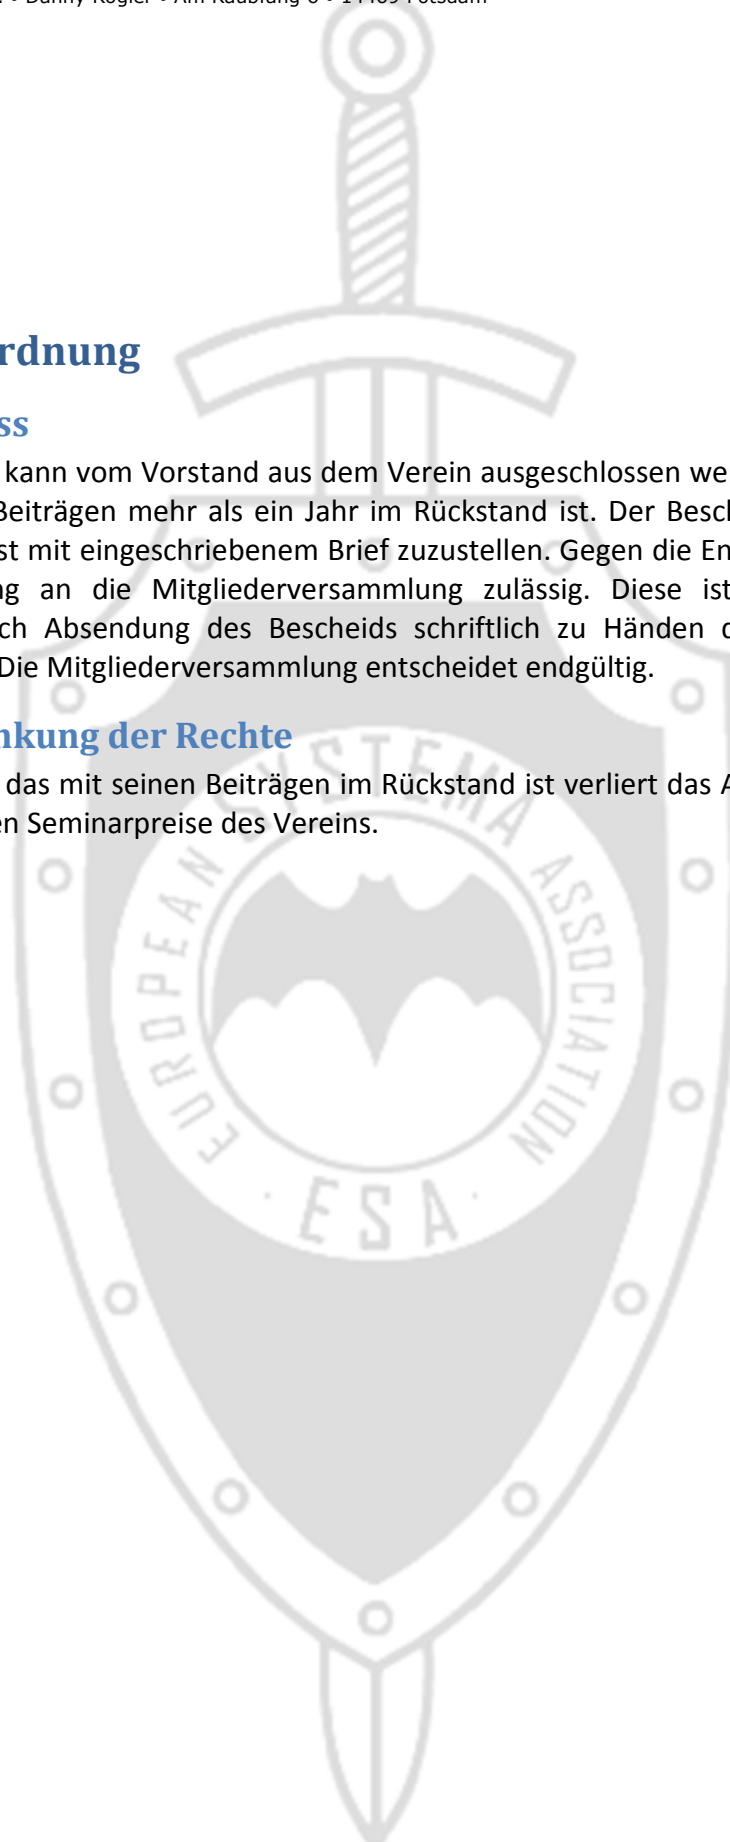 rdnung
ss
kann vom Vorstand aus dem Verein ausgeschlossen we
Beiträgen mehr als ein Jahr im Rückstand ist. Der Besch
st mit eingeschriebenem Brief zuzustellen. Gegen die En
ng an die Mitgliederversammlung zulässig. Diese ist
ch Absendung des Bescheids schriftlich zu Händen
Die Mitgliederversammlung entscheidet endgültig.
nkung der Rechte
das mit seinen Beiträgen im Rückstand ist verliert das A
en Seminarpreise des Vereins.
EUROPEAN SYSTEMA ASSOCIATION
· ESA ·